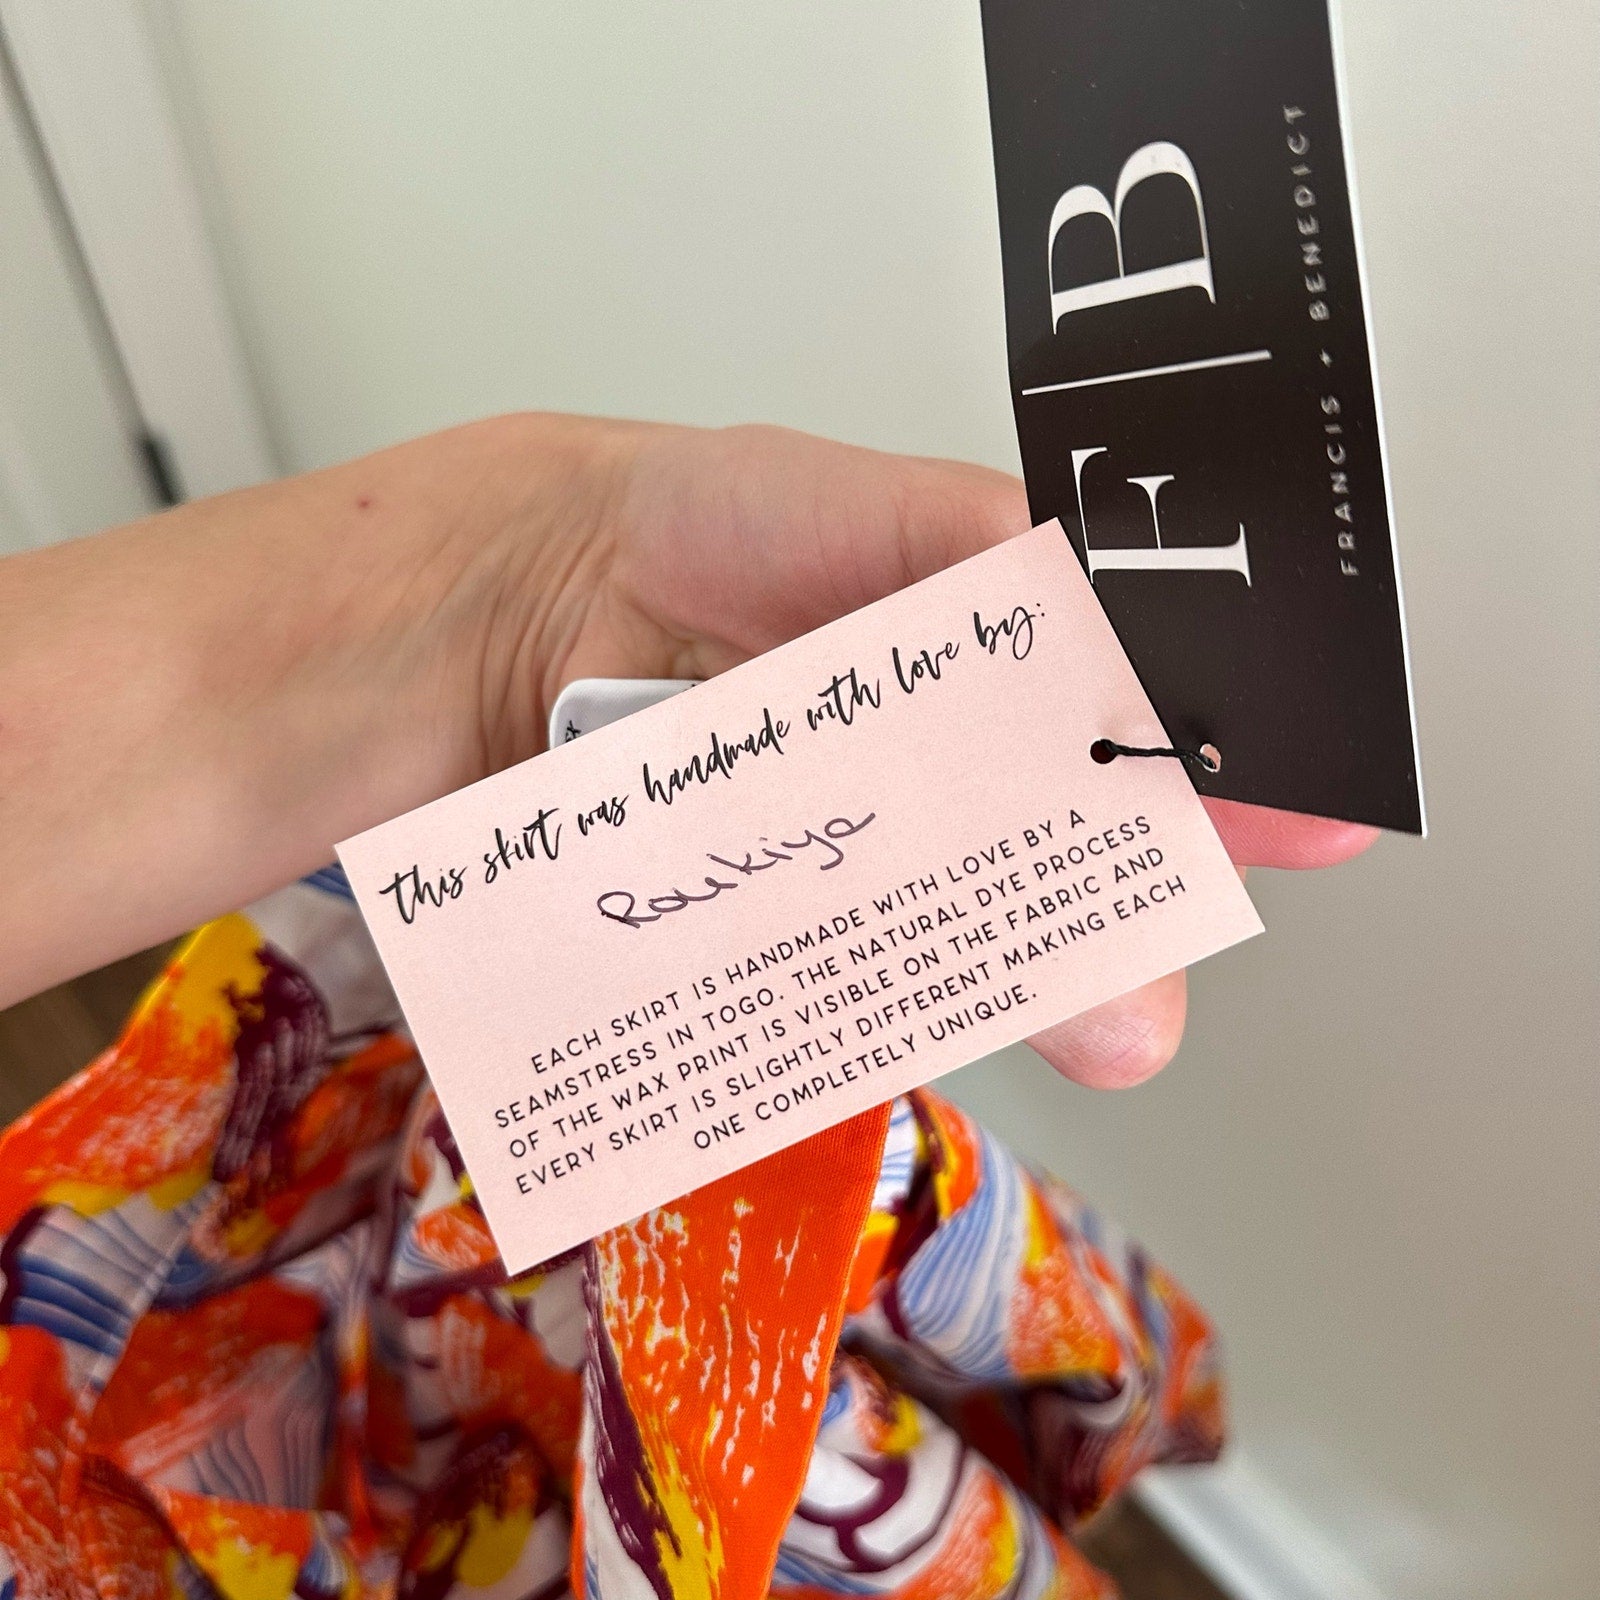 F|B
FRANCIS + BENEDICT
this skirt was handmade with love by:
Roukiya
EACH SKIRT IS HANDMADE WITH LOVE BY A
SEAMSTRESS IN TOGO. THE NATURAL DYE PROCESS
OF THE WAX PRINT IS VISIBLE ON THE FABRIC AND
EVERY SKIRT IS SLIGHTLY DIFFERENT MAKING EACH
ONE COMPLETELY UNIQUE.